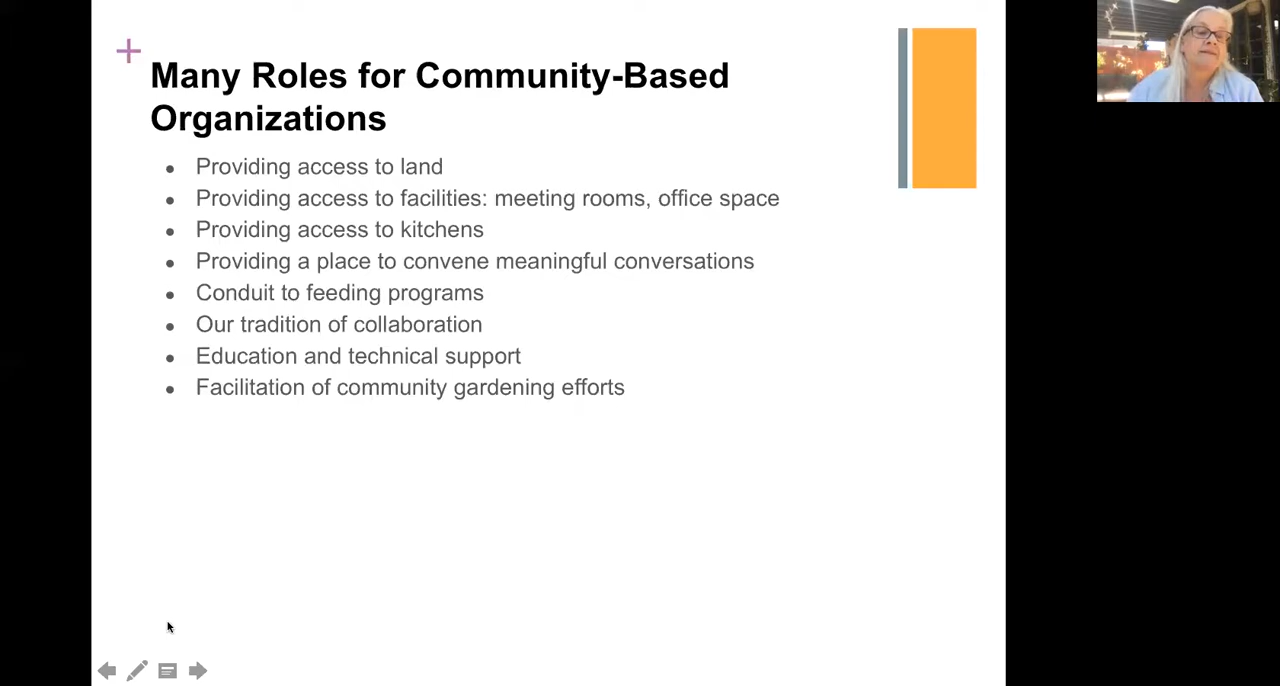 Many Roles for Community-Based
Organizations
• Providing access to land
• Providing access to facilities: meeting rooms, office space
• Providing access to kitchens
• Providing a place to convene meaningful conversations
• Conduit to feeding programs
• Our tradition of collaboration
• Education and technical support
• Facilitation of community gardening efforts